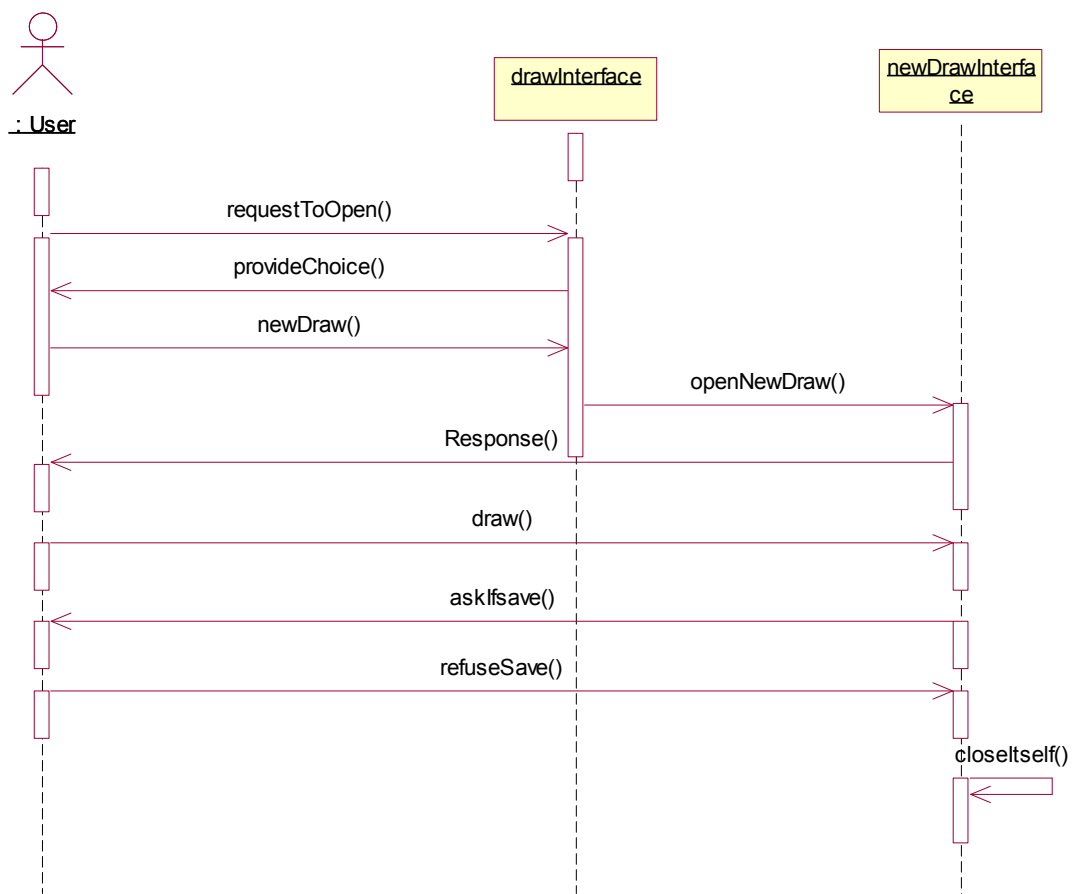 : User
drawInterface
newDrawInterfa
ce
requestToOpen()
provideChoice()
newDraw()
openNewDraw()
Response()
draw()
askIfsave()
refuseSave()
closeItself()